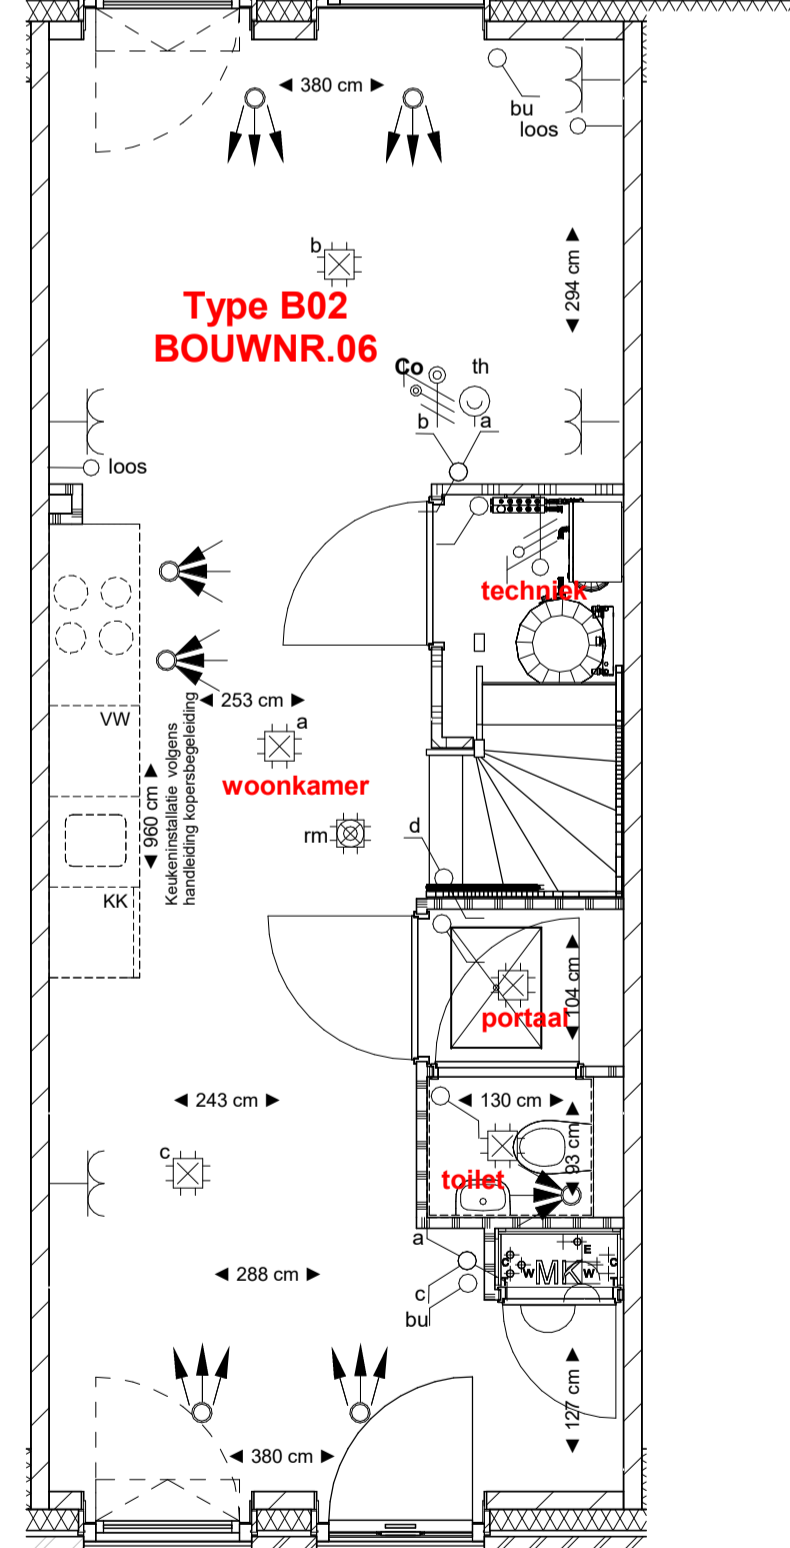 380 cm
bu
loos
b
294 cm
Type B02
BOUWNR.06
Co
th
b
a
loos
techniek
253 cm
VW
a
Keukeninstallatie volgens
handleiding kopersbegeleiding
960 cm
woonkamer
rm
d
KK
104 cm
portaal
243 cm
130 cm
93 cm
c
toilet
a
E
C
W
MK
W
C
T
T
288 cm
c
bu
127 cm
380 cm